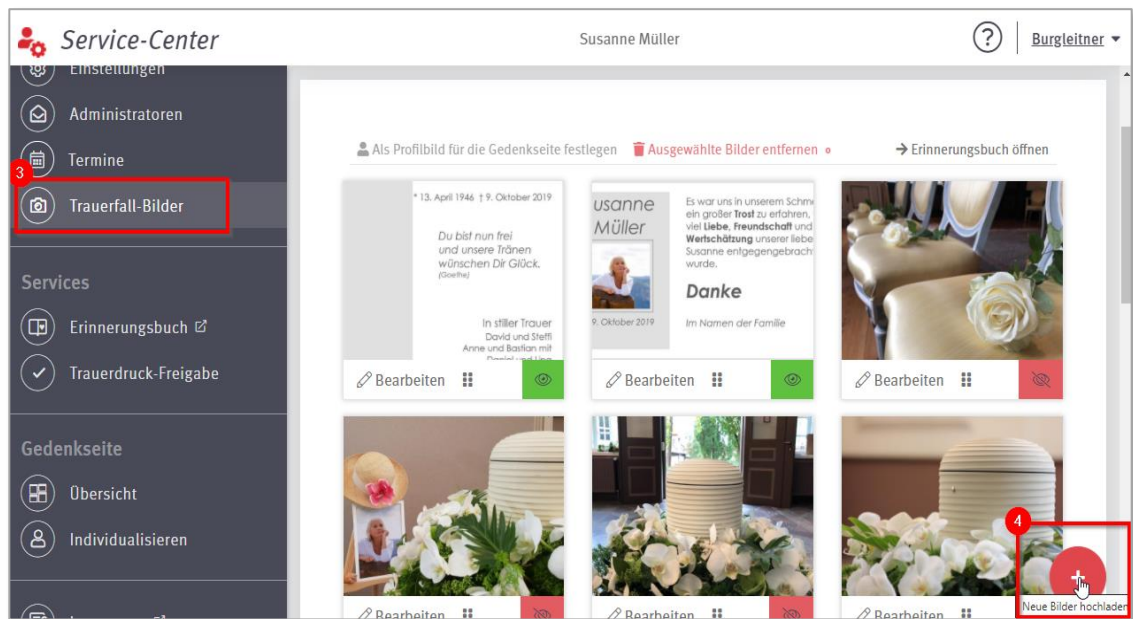 Service-Center
Susanne Müller
?
Burgleitner
Einstellungen
Administratoren
Termine
3
Trauerfall-Bilder
Services
Erinnerungsbuch
Trauerdruck-Freigabe
Gedenkseite
Übersicht
Individualisieren
Als Profilbild für die Gedenkseite festlegen
Ausgewählte Bilder entfernen
Erinnerungsbuch öffnen
* 13. April 1946 † 9. Oktober 2019
Du bist nun frei
und unsere Tränen
wünschen Dir Glück.
(Goethe)
In stiller Trauer
David und Steffi
Anne und Bastian mit
Daniel und Lina
usanne
Müller
9. Oktober 2019
Es war uns in unserem Schm
ein großer Trost zu erfahren,
viel Liebe, Freundschaft und
Wertschätzung unserer liebe
Susanne entgegengebrach
wurde.
Danke
Im Namen der Familie
Bearbeiten
Bearbeiten
Bearbeiten
4
+
Neue Bilder hochladen
Bearbeiten
Bearbeiten
Bearbeiten